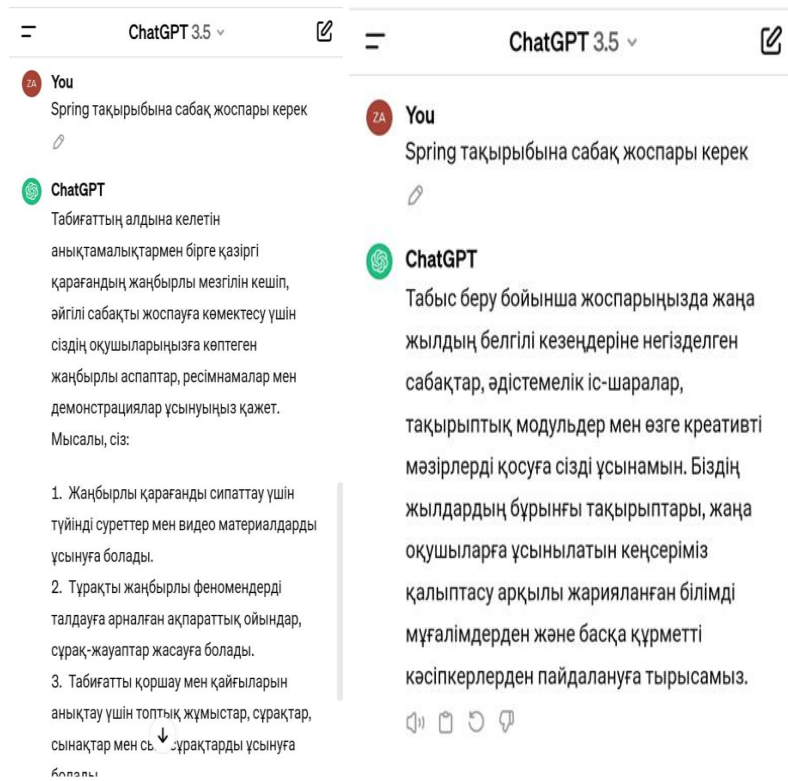 ChatGPT 3.5
ZA
You
Spring тақырыбына сабақ жоспары керек
ChatGPT
Табиғаттың алдына келетін
анықтамалықтармен бірге қазіргі
қарағандың жаңбырлы мезгілін кешіп,
әйгілі сабақты жоспауға көмектесу үшін
сіздің оқушыларыңызға көптеген
жаңбырлы аспаптар, ресімнамалар мен
демонстрациялар ұсынуыңыз қажет.
Мысалы, сіз:
1. Жаңбырлы қарағанды сипаттау үшін
түйінді суреттер мен видео материалдарды
ұсынуға болады.
2. Тұрақты жаңбырлы феномендерді
талдауға арналған ақпараттық ойындар,
сұрақ-жауаптар жасауға болады.
3. Табиғатты қоршау мен қайғыларын
анықтау үшін топтық жұмыстар, сұрақтар,
сынақтар мен сұрақтарды ұсынуға
болады
ChatGPT 3.5
ZA
You
Spring тақырыбына сабақ жоспары керек
ChatGPT
Табыс беру бойынша жоспарыңызда жаңа
жылдың белгілі кезеңдеріне негізделген
сабақтар, әдістемелік іс-шаралар,
тақырыптық модульдер мен өзге креативті
мәзірлерді қосуға сізді ұсынамын. Біздің
жылдардың бұрынғы тақырыптары, жаңа
оқушыларға ұсынылатын кеңсеріміз
қалыптасу арқылы жарияланған білімді
мұғалімдерден және басқа құрметті
кәсіпкерлерден пайдалануға тырысамыз.